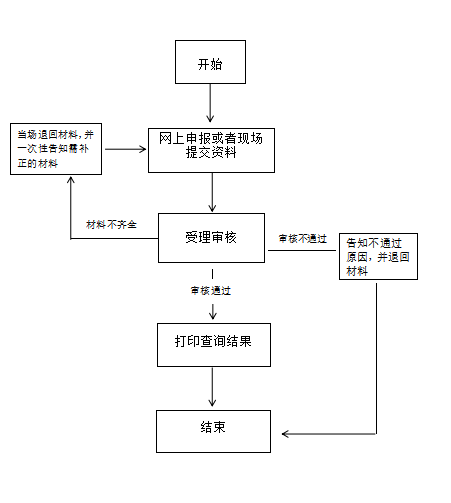 开始
当场退回材料，并
一次性告知需补
正的材料
网上申报或者现场
提交资料
材料不齐全
受理审核
审核不通过
告知不通过
原因，并退回
材料
审核通过
打印查询结果
结束